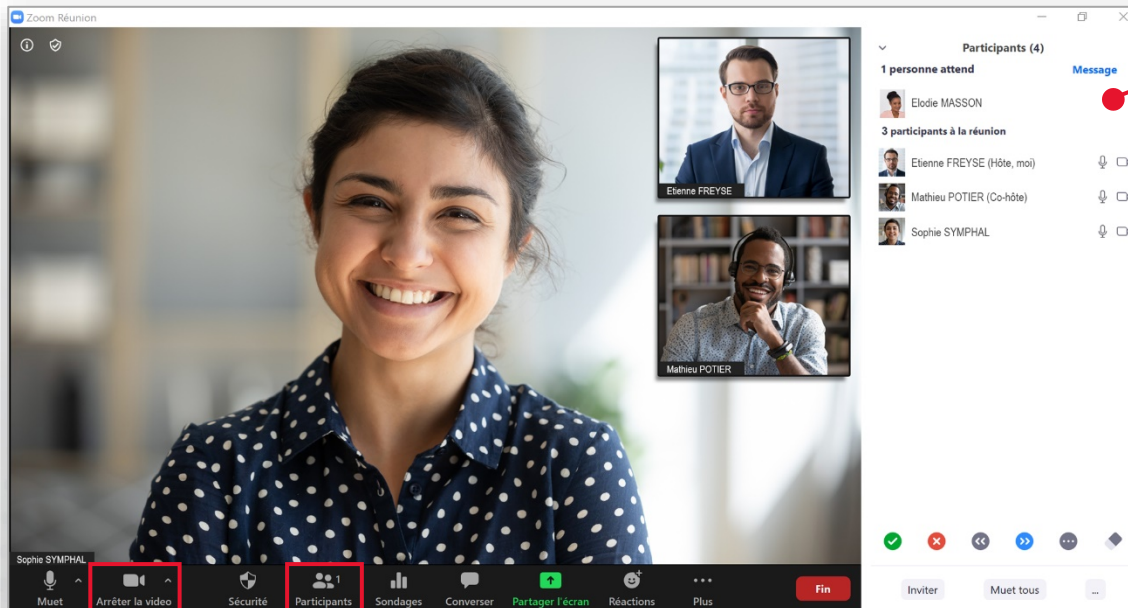 Zoom Réunion
Participants (4)
1 personne attend Message
Elodie MASSON
3 participants à la réunion
Etienne FREYSE (Hôte, moi)
Mathieu POTIER (Co-hôte)
Sophie SYMPHAL
Etienne FREYSE
Mathieu POTIER
Sophie SYMPHAL
Muet Arrêter la video Sécurité Participants 1 Sondages Converser Partager l'écran Réactions Plus Fin
Inviter Muet tous ...